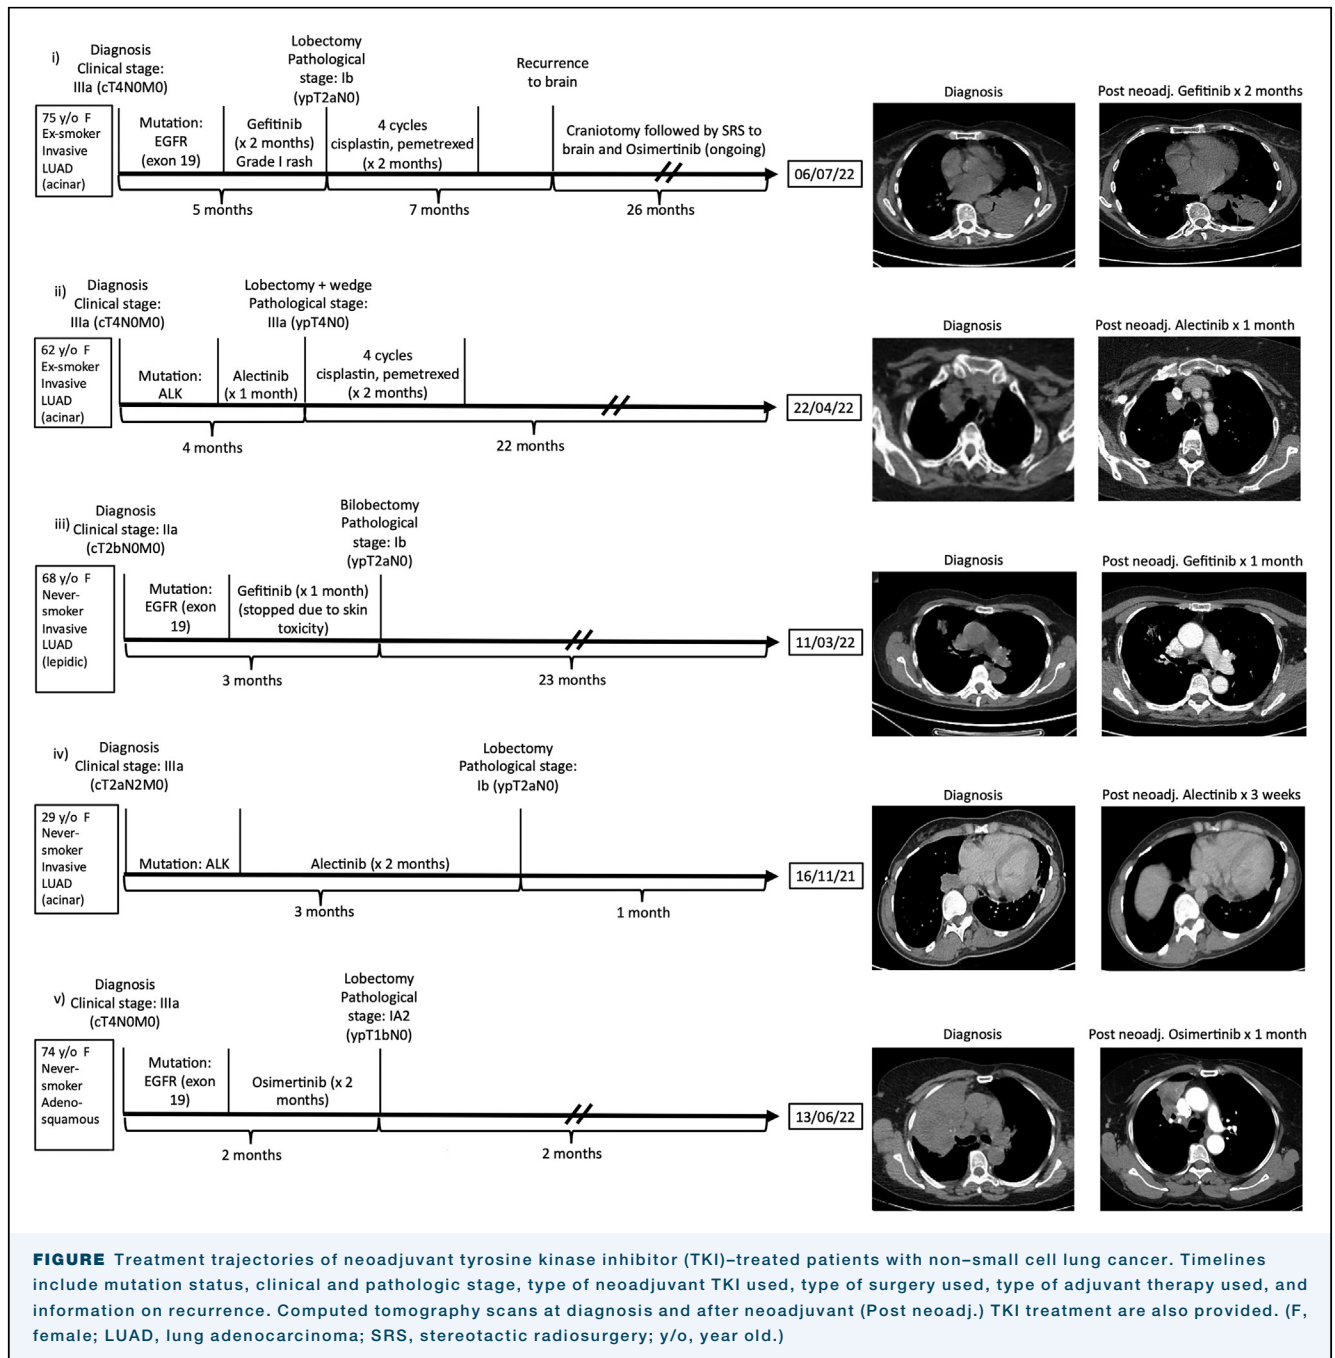 i)
Diagnosis
Clinical stage:
IIIa (cT4N0M0)
Lobectomy
Pathological
stage: Ib
(ypT2aN0)
Recurrence
to brain
75 y/o F
Ex-smoker
Invasive
LUAD
(acinar)
Mutation:
EGFR
(exon 19)
Gefitinib
(x 2 months)
Grade I rash
4 cycles
cisplastin, pemetrexed
(x 2 months)
Craniotomy followed by SRS to
brain and Osimertinib (ongoing)
06/07/22
5 months
7 months
26 months
Diagnosis
Post neoadj. Gefitinib x 2 months
ii)
Diagnosis
Clinical stage:
IIIa (cT4N0M0)
Lobectomy + wedge
Pathological stage:
IIIa (ypT4N0)
62 y/o F
Ex-smoker
Invasive
LUAD
(acinar)
Mutation:
ALK
Alectinib
(x 1 month)
4 cycles
cisplastin, pemetrexed
(x 2 months)
22/04/22
4 months
22 months
Diagnosis
Post neoadj. Alectinib x 1 month
iii)
Diagnosis
Clinical stage: IIa
(cT2bN0M0)
Bilobectomy
Pathological
stage: Ib
(ypT2aN0)
68 y/o F
Never-
smoker
Invasive
LUAD
(lepidic)
Mutation:
EGFR (exon
19)
Gefitinib (x 1 month)
(stopped due to skin
toxicity)
11/03/22
3 months
23 months
Diagnosis
Post neoadj. Gefitinib x 1 month
iv)
Diagnosis
Clinical stage: IIIa
(cT2aN2M0)
Lobectomy
Pathological stage:
Ib (ypT2aN0)
29 y/o F
Never-
smoker
Invasive
LUAD
(acinar)
Mutation: ALK
Alectinib (x 2 months)
16/11/21
3 months
1 month
Diagnosis
Post neoadj. Alectinib x 3 weeks
v)
Diagnosis
Clinical stage: IIIa
(cT4N0M0)
Lobectomy
Pathological
stage: IA2
(ypT1bN0)
74 y/o F
Never-
smoker
Adeno-
squamous
Mutation:
EGFR (exon
19)
Osimertinib (x 2
months)
13/06/22
2 months
2 months
Diagnosis
Post neoadj. Osimertinib x 1 month
FIGURE Treatment trajectories of neoadjuvant tyrosine kinase inhibitor (TKI)–treated patients with non–small cell lung cancer. Timelines
include mutation status, clinical and pathologic stage, type of neoadjuvant TKI used, type of surgery used, type of adjuvant therapy used, and
information on recurrence. Computed tomography scans at diagnosis and after neoadjuvant (Post neoadj.) TKI treatment are also provided. (F,
female; LUAD, lung adenocarcinoma; SRS, stereotactic radiosurgery; y/o, year old.)